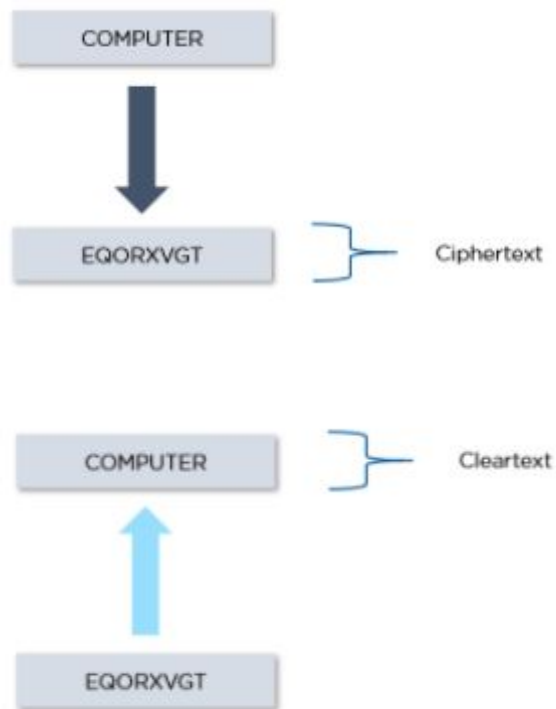 COMPUTER
EQORXVGT
Ciphertext
COMPUTER
Cleartext
EQORXVGT